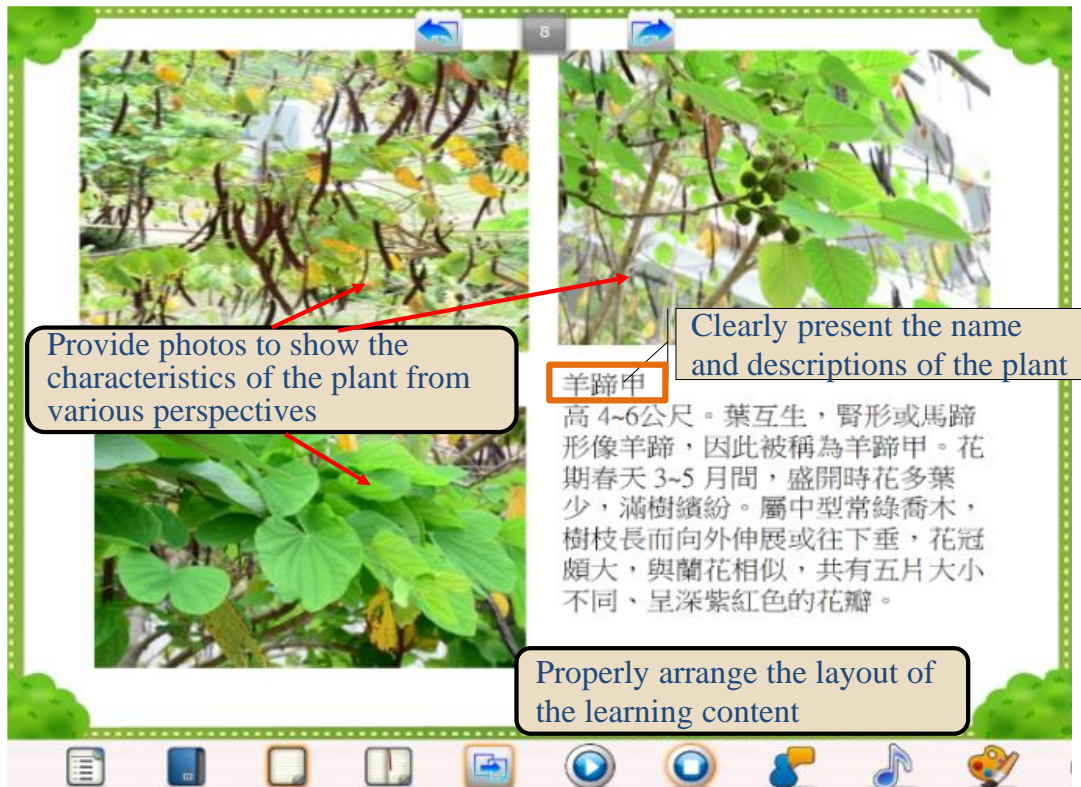 8
Provide photos to show the
characteristics of the plant from
various perspectives
Clearly present the name
and descriptions of the plant
羊蹄甲
高 4~6公尺。葉互生，腎形或馬蹄
形像羊蹄，因此被稱為羊蹄甲。花
期春天 3~5 月間，盛開時花多葉
少，滿樹繽紛。屬中型常綠喬木，
樹枝長而向外伸展或往下垂，花冠
頗大，與蘭花相似，共有五片大小
不同、呈深紫紅色的花瓣。
Properly arrange the layout of
the learning content